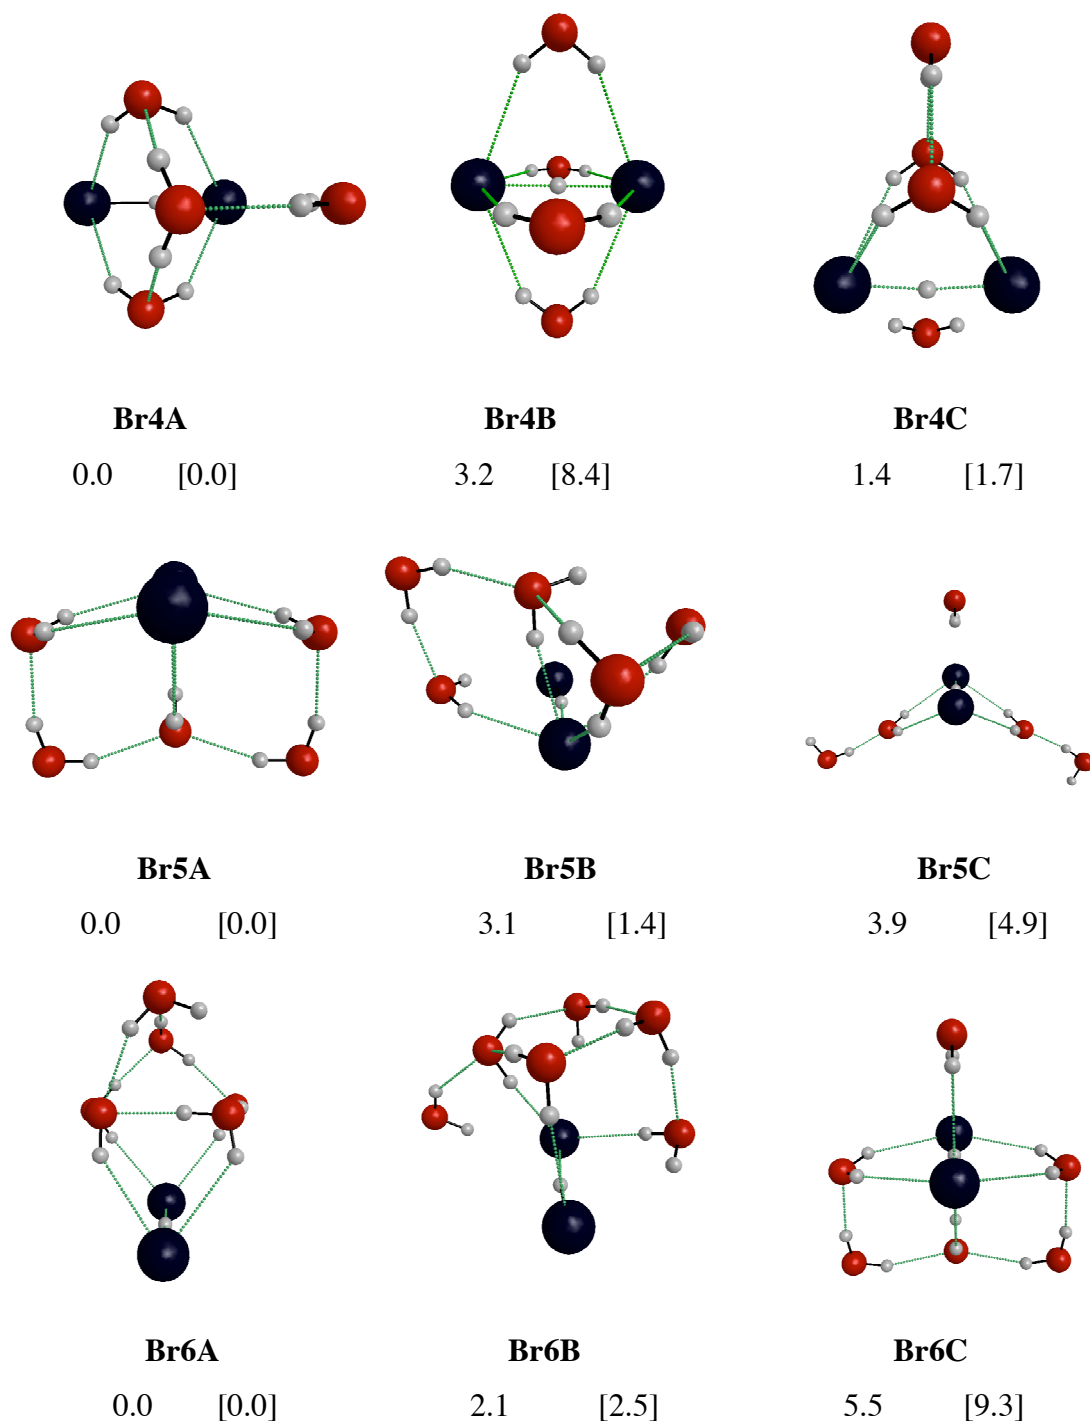 Br4A Br4B Br4C
0.0 [0.0] 3.2 [8.4] 1.4 [1.7]
Br5A Br5B Br5C
0.0 [0.0] 3.1 [1.4] 3.9 [4.9]
Br6A Br6B Br6C
0.0 [0.0] 2.1 [2.5] 5.5 [9.3]